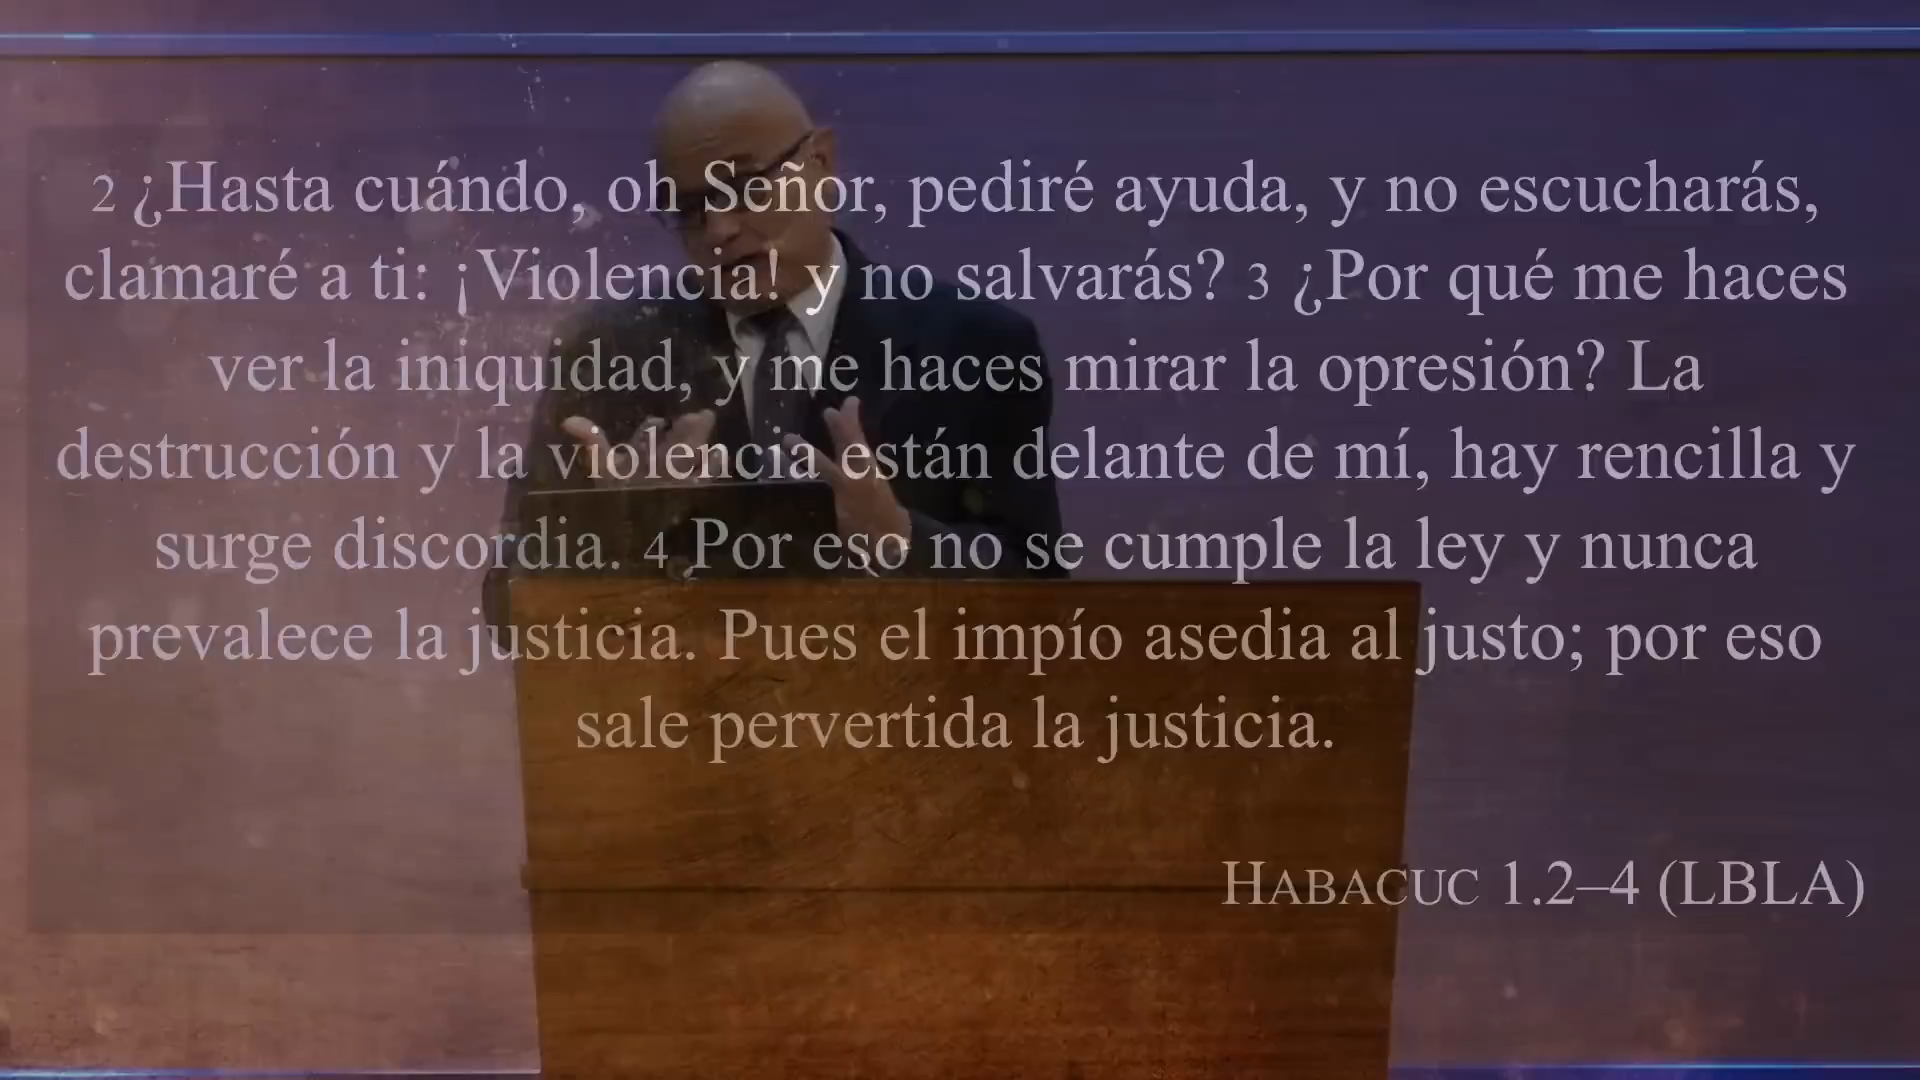 2 ¿Hasta cuándo, oh Señor, pediré ayuda, y no escucharás,
clamaré a ti: ¡Violencia! y no salvarás? 3 ¿Por qué me haces
ver la iniquidad, y me haces mirar la opresión? La
destrucción y la violencia están delante de mí, hay rencilla y
surge discordia. 4 Por eso no se cumple la ley y nunca
prevalece la justicia. Pues el impío asedia al justo; por eso
sale pervertida la justicia.
HABACUC 1.2–4 (LBLA)